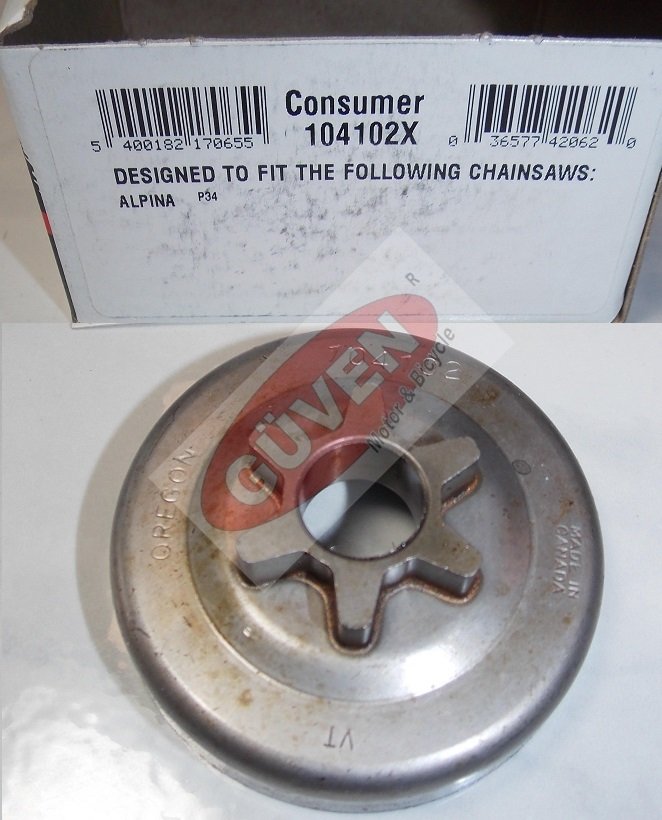 Consumer
104102X
5 400182 170655
0 36577 42062 0
DESIGNED TO FIT THE FOLLOWING CHAINSAWS:
ALPINA P34
GÜVEN ®
Motor & Bicycle
OREGON
MADE IN
CANADA
VT